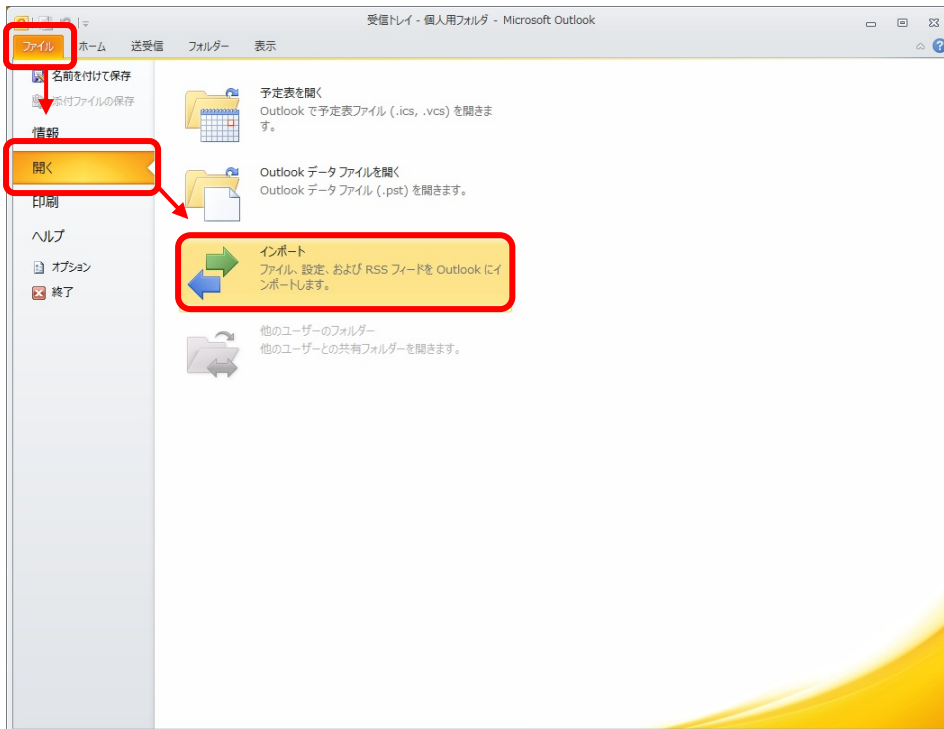 受信トレイ - 個人用フォルダ - Microsoft Outlook
ファイル ホーム 送受信 フォルダー 表示
名前を付けて保存
添付ファイルの保存
情報
開く
印刷
ヘルプ
オプション
終了
予定表を開く
Outlook で予定表ファイル (.ics, .vcs) を開きま
す。
Outlook データ ファイルを開く
Outlook データ ファイル (.pst) を開きます。
インポート
ファイル、設定、および RSS フィードを Outlook にイ
ンポートします。
他のユーザーのフォルダー
他のユーザーとの共有フォルダーを開きます。